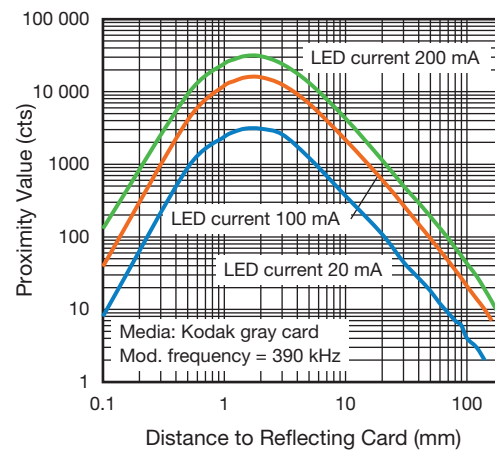 100 000
10 000
1000
100
10
1
Proximity Value (cts)
LED current 200 mA
LED current 100 mA
LED current 20 mA
Media: Kodak gray card
Mod. frequency = 390 kHz
0.1
1
10
100
Distance to Reflecting Card (mm)